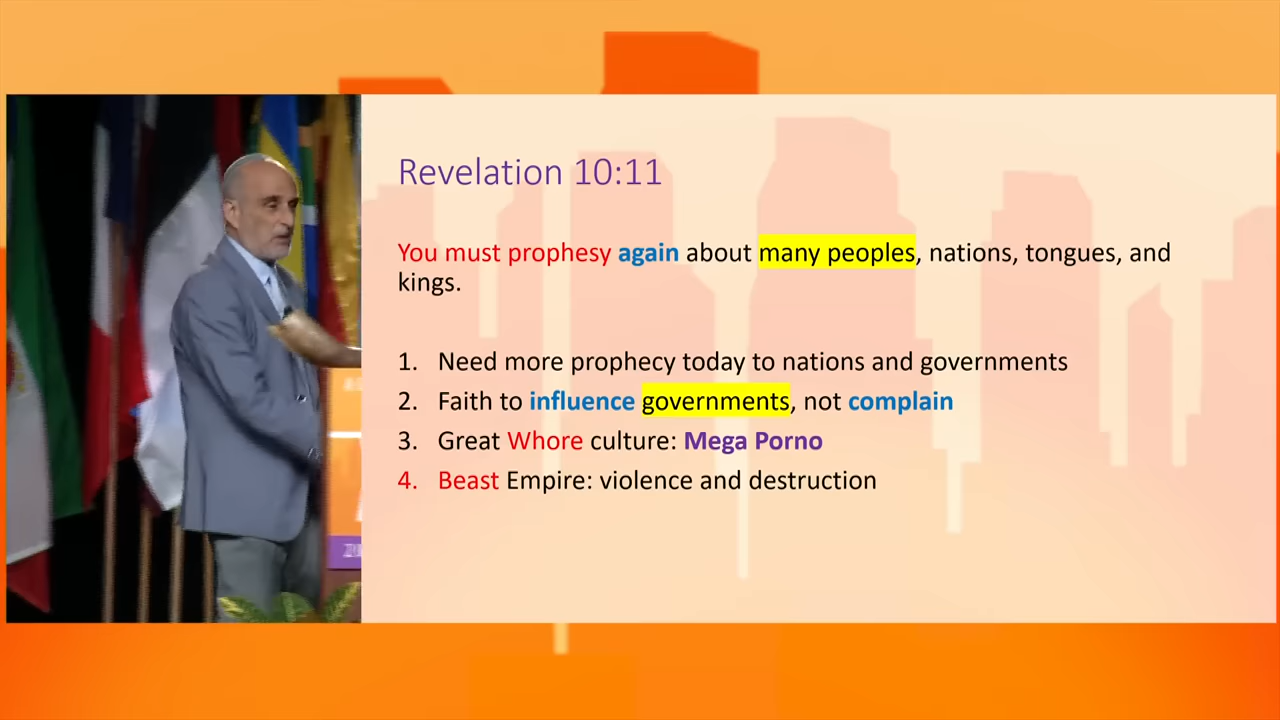 Revelation 10:11
You must prophesy again about many peoples, nations, tongues, and
kings.
1. Need more prophecy today to nations and governments
2. Faith to influence governments, not complain
3. Great Whore culture: Mega Porno
4. Beast Empire: violence and destruction